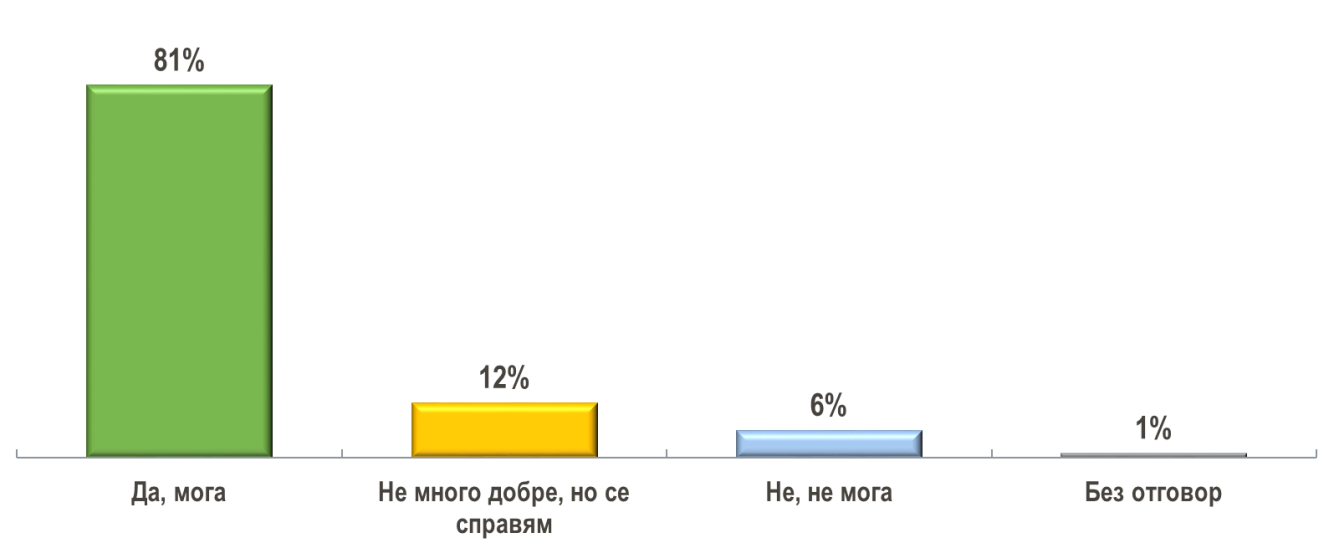 81%
12%
6%
1%
Да, мога
Не много добре, но се
справям
Не, не мога
Без отговор